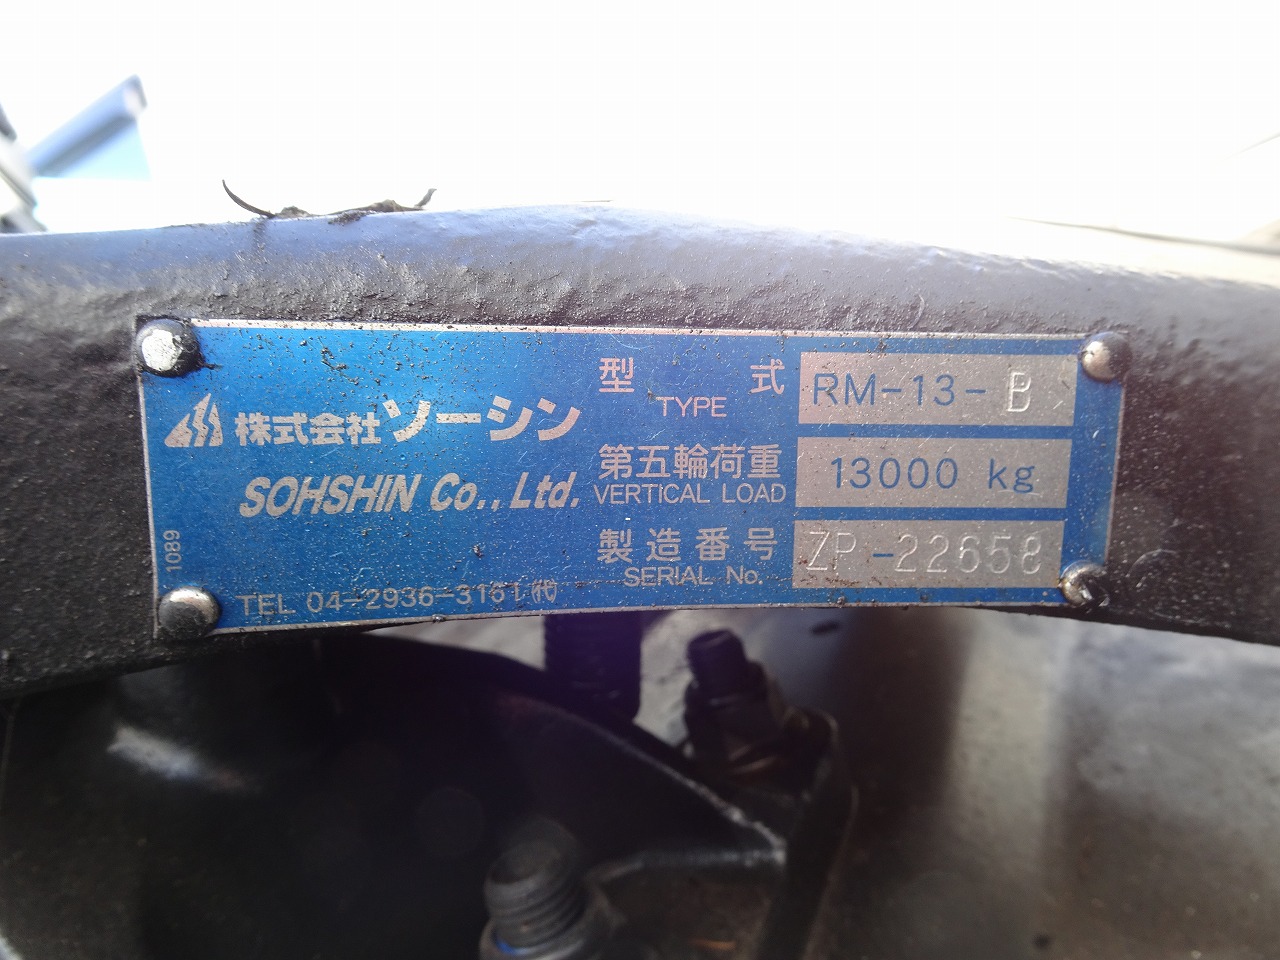 株式会社 ソーシン
SOHSHIN Co., Ltd.
TEL 04-2936-3161 ㈹
1089
型 式 RM-13-B
TYPE
第五輪荷重 13000 kg
VERTICAL LOAD
製造番号 ZP-22658
SERIAL No.